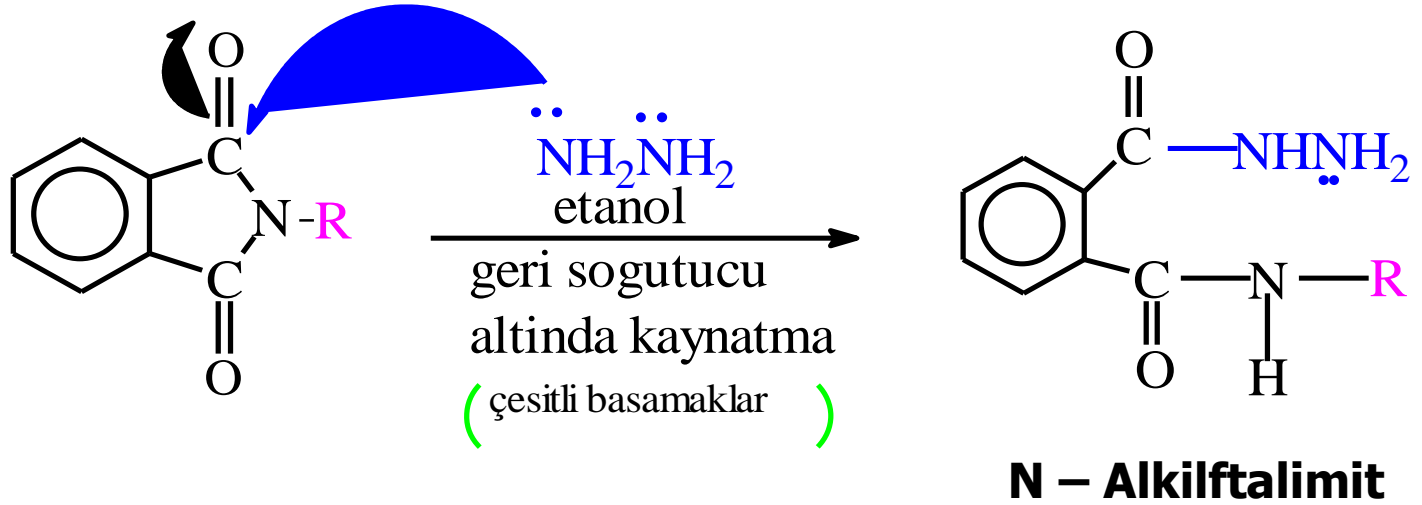 O
C
N-R
C
O
NH2NH2
etanol
geri sogutucu
altinda kaynatma
(çesitli basamaklar)
O
C NHNH2
C N R
O H
N – Alkilftalimit